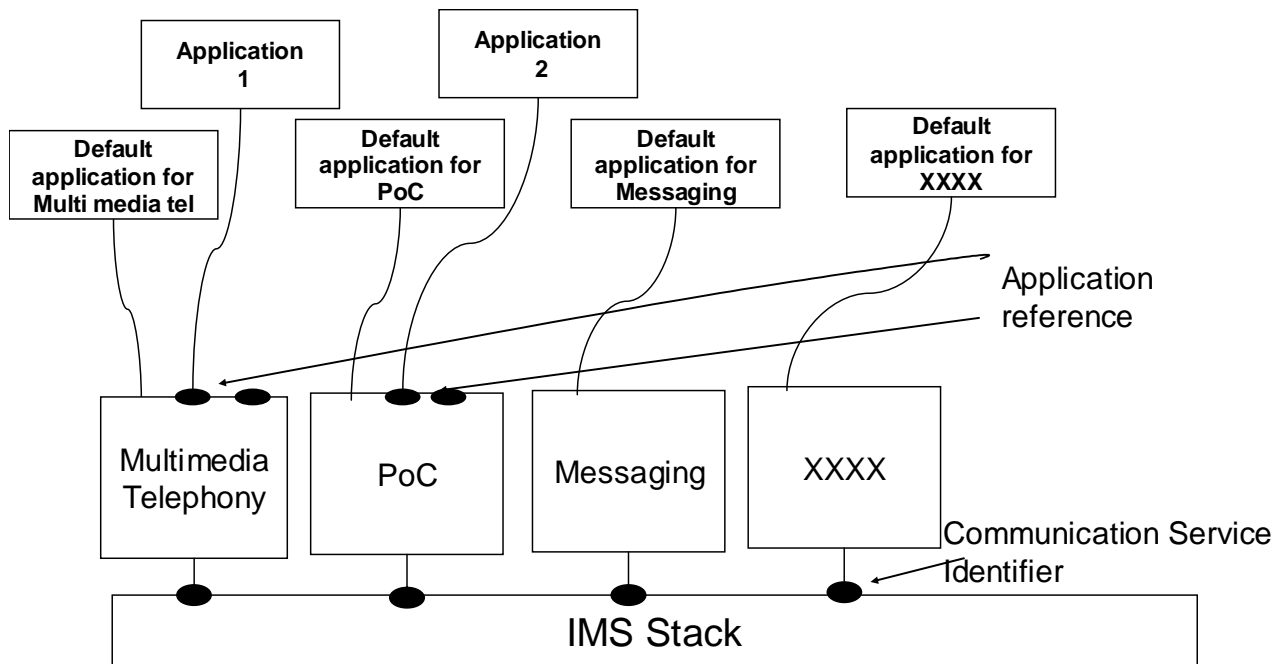 Application
1
Application
2
Default
application for
Multi media tel
Default
application for
PoC
Default
application for
Messaging
Default
application for
XXXX
Application
reference
Multimedia
Telephony
PoC
Messaging
XXXX
Communication Service
Identifier
IMS Stack